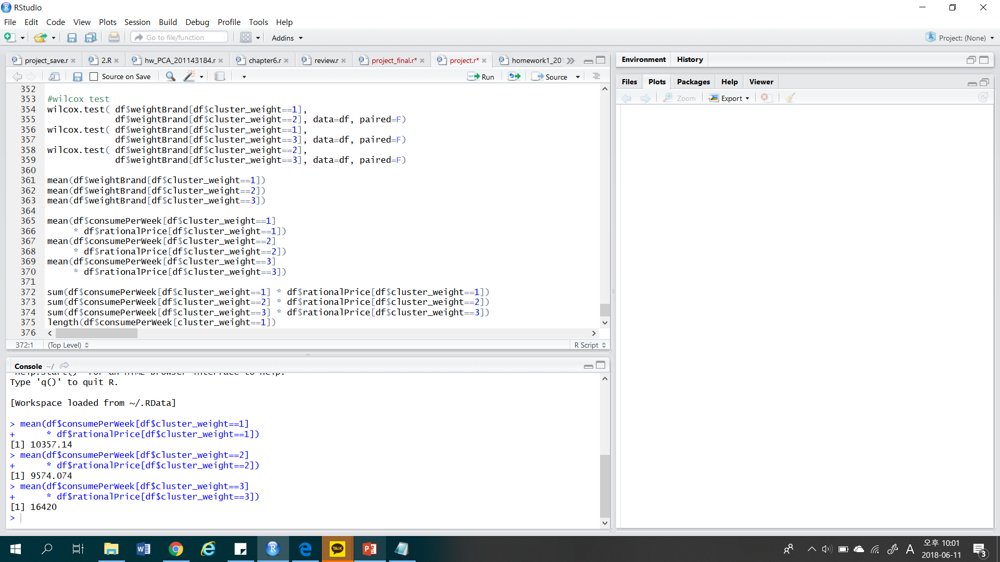 RStudio
File Edit Code View Plots Session Build Debug Profile Tools Help
Go to file/function Addins Project: (None)
project_save.r 2.R hw_PCA_201143184.r chapter6.r review.r project_final.r* project.r* homework1_20
Source on Save Run Source
352
353 #wilcox test
354 wilcox.test( df$weightBrand[df$cluster_weight==1],
355 df$weightBrand[df$cluster_weight==2], data=df, paired=F)
356 wilcox.test( df$weightBrand[df$cluster_weight==1],
357 df$weightBrand[df$cluster_weight==3], data=df, paired=F)
358 wilcox.test( df$weightBrand[df$cluster_weight==2],
359 df$weightBrand[df$cluster_weight==3], data=df, paired=F)
360
361 mean(df$weightBrand[df$cluster_weight==1])
362 mean(df$weightBrand[df$cluster_weight==2])
363 mean(df$weightBrand[df$cluster_weight==3])
364
365 mean(df$consumePerWeek[df$cluster_weight==1]
366 * df$rationalPrice[df$cluster_weight==1])
367 mean(df$consumePerWeek[df$cluster_weight==2]
368 * df$rationalPrice[df$cluster_weight==2])
369 mean(df$consumePerWeek[df$cluster_weight==3]
370 * df$rationalPrice[df$cluster_weight==3])
371
372 sum(df$consumePerWeek[df$cluster_weight==1] * df$rationalPrice[df$cluster_weight==1])
373 sum(df$consumePerWeek[df$cluster_weight==2] * df$rationalPrice[df$cluster_weight==2])
374 sum(df$consumePerWeek[df$cluster_weight==3] * df$rationalPrice[df$cluster_weight==3])
375 length(df$consumePerWeek[cluster_weight==1])
376
372:1 (Top Level) R Script
Console ~/
'help.start()' for an HTML browser interface to help.
Type 'q()' to quit R.
[Workspace loaded from ~/.RData]
> mean(df$consumePerWeek[df$cluster_weight==1]
+ * df$rationalPrice[df$cluster_weight==1])
[1] 10357.14
> mean(df$consumePerWeek[df$cluster_weight==2]
+ * df$rationalPrice[df$cluster_weight==2])
[1] 9574.074
> mean(df$consumePerWeek[df$cluster_weight==3]
+ * df$rationalPrice[df$cluster_weight==3])
[1] 16420
>
Environment History
Files Plots Packages Help Viewer
Zoom Export
TALK
A
오후 10:01
2018-06-11
3